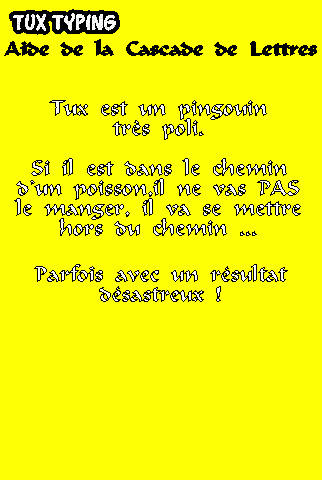 TUX TYPING
Aide de la Cascade de Lettres
Tux est un pingouin
très poli.
Si il est dans le chemin
d'un poisson,il ne vas PAS
le manger, il va se mettre
hors du chemin ...
Parfois avec un résultat
désastreux !